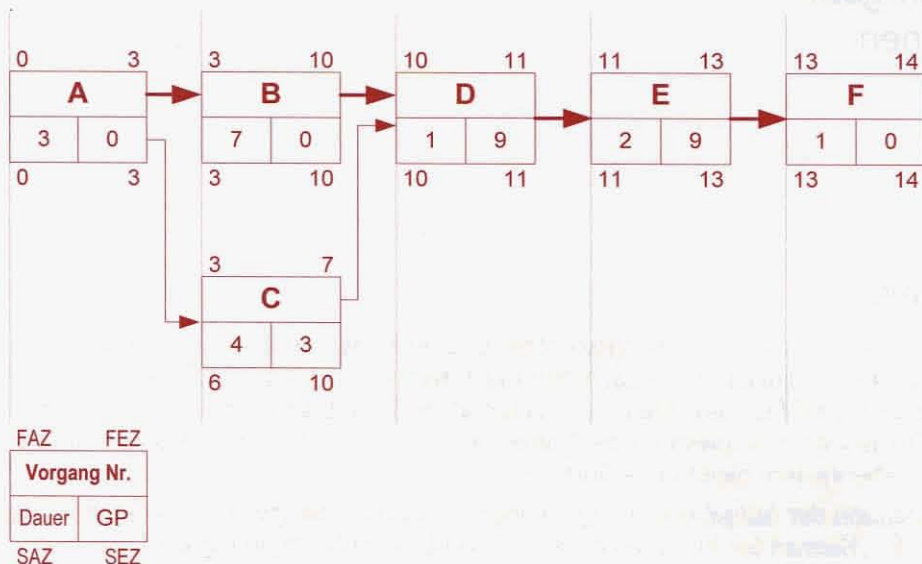 nen
0 3 3 10 10 11 11 13 13 14
A B D E F
3 0 7 0 1 9 2 9 1 0
0 3 3 10 10 11 11 13 13 14
3 7
C
4 3
6 10
FAZ FEZ
Vorgang Nr.
Dauer GP
SAZ SEZ